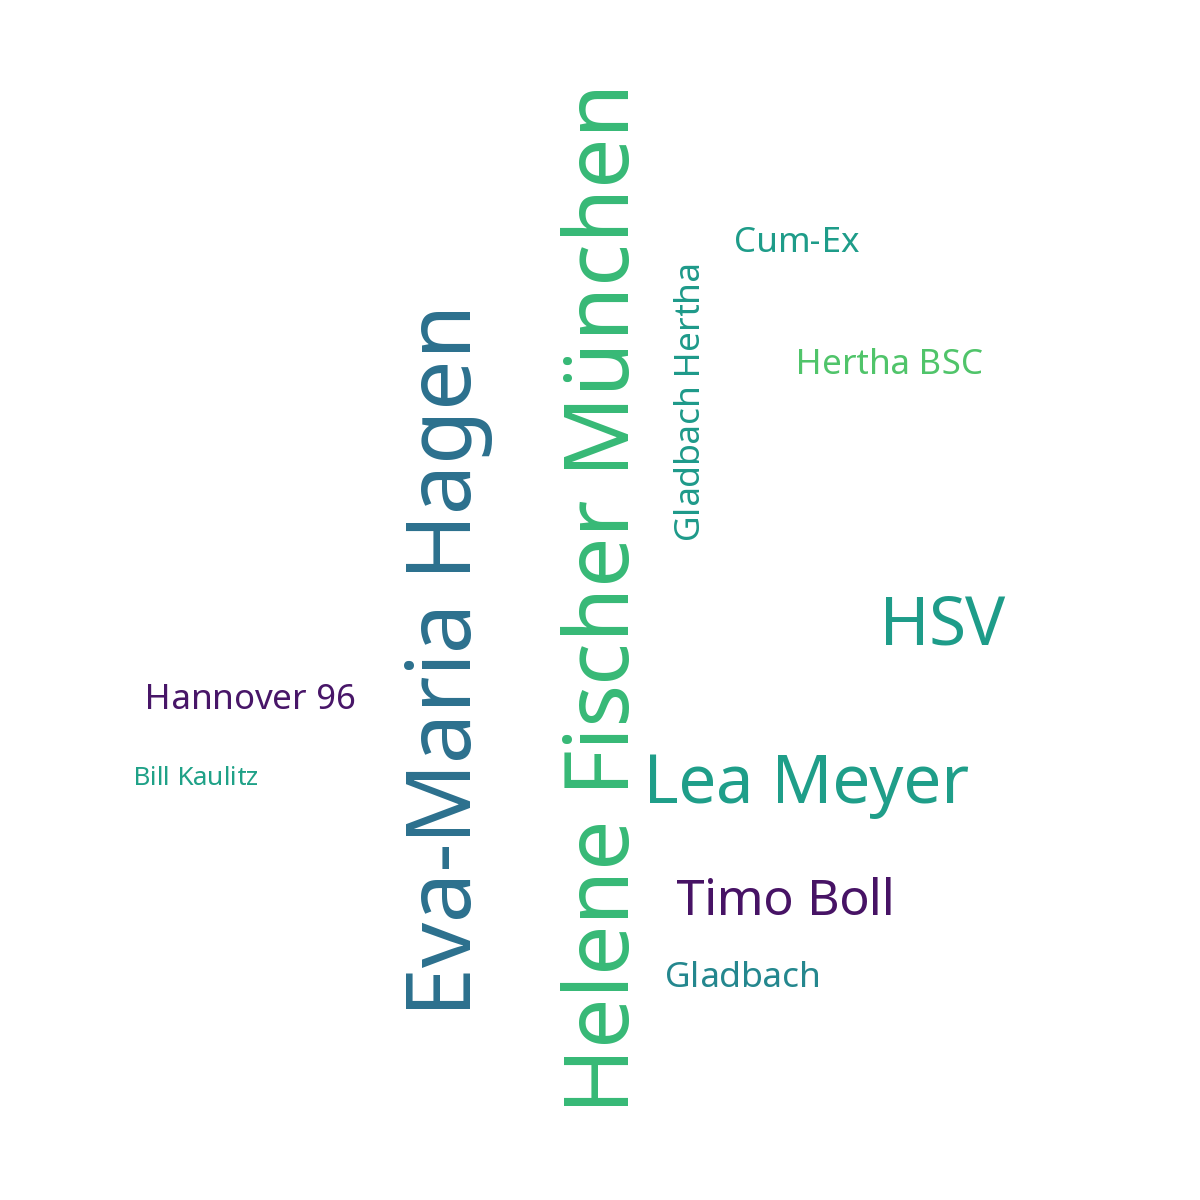 Helene Fischer München
Eva-Maria Hagen
Cum-Ex
Gladbach Hertha
Hertha BSC
HSV
Hannover 96
Bill Kaulitz
Lea Meyer
Timo Boll
Gladbach